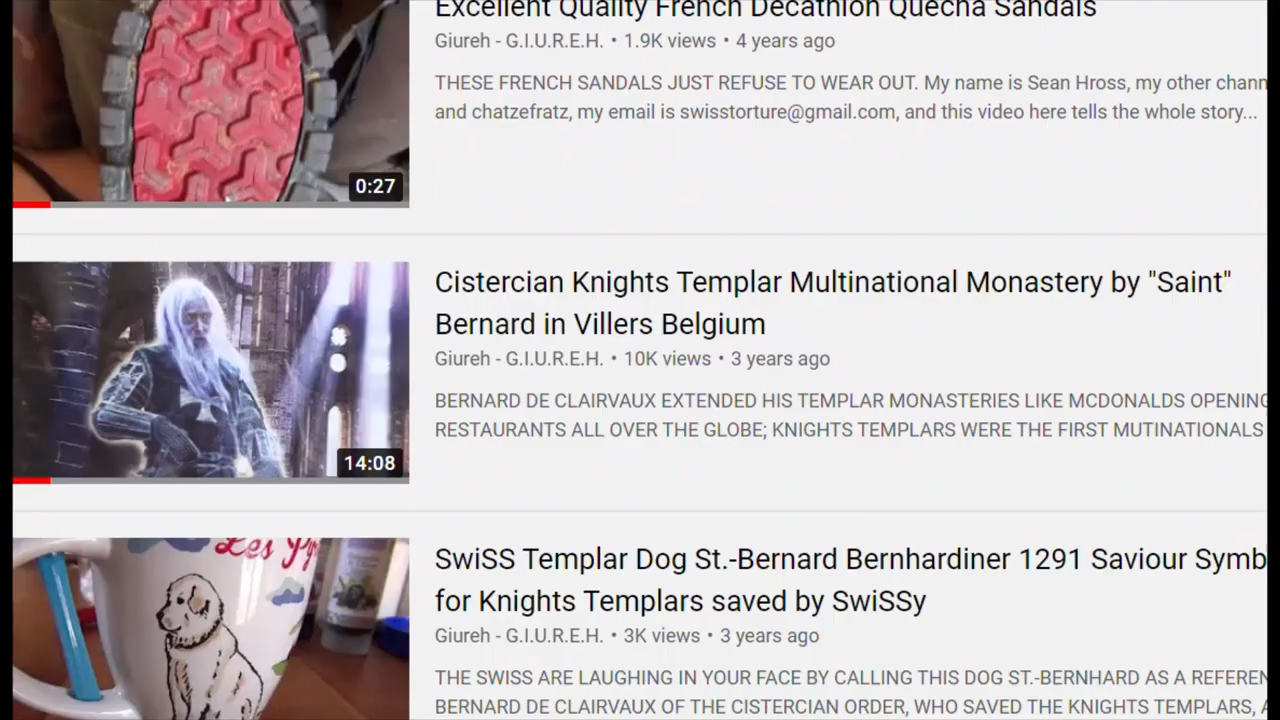 Excellent Quality French Decathlon Quecha Sandals
Giureh - G.I.U.R.E.H. • 1.9K views • 4 years ago
THESE FRENCH SANDALS JUST REFUSE TO WEAR OUT. My name is Sean Hross, my other chann
and chatzefratz, my email is swisstorture@gmail.com, and this video here tells the whole story...
0:27
Cistercian Knights Templar Multinational Monastery by "Saint"
Bernard in Villers Belgium
Giureh - G.I.U.R.E.H. • 10K views • 3 years ago
BERNARD DE CLAIRVAUX EXTENDED HIS TEMPLAR MONASTERIES LIKE MCDONALDS OPENING
RESTAURANTS ALL OVER THE GLOBE; KNIGHTS TEMPLARS WERE THE FIRST MUTINATIONALS
14:08
Les Py
SwiSS Templar Dog St.-Bernard Bernhardiner 1291 Saviour Symb
for Knights Templars saved by SwiSSy
Giureh - G.I.U.R.E.H. • 3K views • 3 years ago
THE SWISS ARE LAUGHING IN YOUR FACE BY CALLING THIS DOG ST.-BERNHARD AS A REFEREN
BERNARD DE CLAIRVAUX OF THE CISTERCIAN ORDER, WHO SAVED THE KNIGHTS TEMPLARS, A